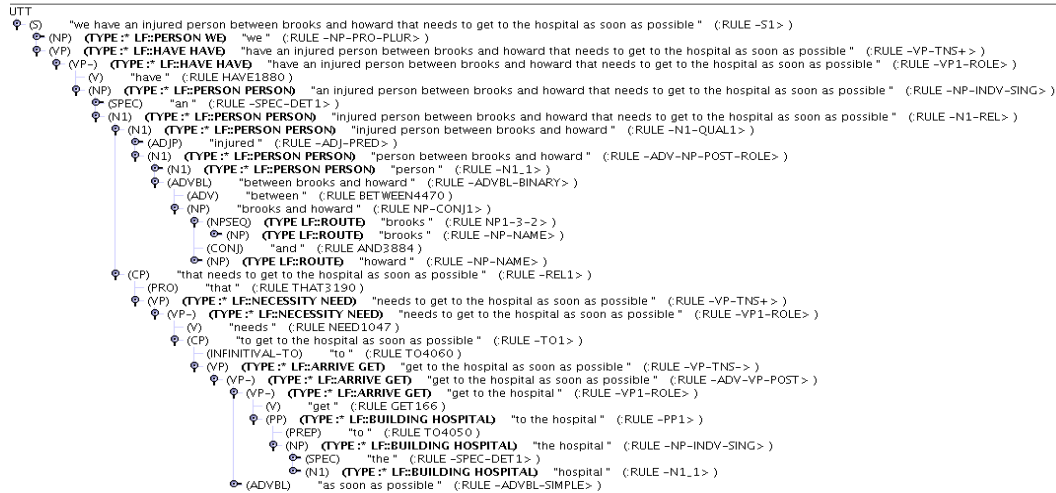 UTT
(S) "we have an injured person between brooks and howard that needs to get to the hospital as soon as possible " (:RULE -S1> )
(NP) (TYPE :* LF::PERSON WE) "we " (:RULE -NP-PRO-PLUR> )
(VP) (TYPE :* LF::HAVE HAVE) "have an injured person between brooks and howard that needs to get to the hospital as soon as possible " (:RULE -VP-TNS+ > )
(VP-) (TYPE :* LF::HAVE HAVE) "have an injured person between brooks and howard that needs to get to the hospital as soon as possible " (:RULE -VP1-ROLE> )
(V) "have " (:RULE HAVE1880 )
(NP) (TYPE :* LF::PERSON PERSON) "an injured person between brooks and howard that needs to get to the hospital as soon as possible " (:RULE -NP-INDV-SING> )
(SPEC) "an " (:RULE -SPEC-DET1> )
(N1) (TYPE :* LF::PERSON PERSON) "injured person between brooks and howard that needs to get to the hospital as soon as possible " (:RULE -N1-REL> )
(N1) (TYPE :* LF::PERSON PERSON) "injured person between brooks and howard " (:RULE -N1-QUAL1> )
(ADJP) "injured " (:RULE -ADJ-PRED> )
(N1) (TYPE :* LF::PERSON PERSON) "person between brooks and howard " (:RULE -ADV-NP-POST-ROLE> )
(N1) (TYPE :* LF::PERSON PERSON) "person " (:RULE -N1_1> )
(ADVBL) "between brooks and howard " (:RULE -ADVBL-BINARY> )
(ADV) "between " (:RULE BETWEEN4470 )
(NP) "brooks and howard " (:RULE NP-CONJ1> )
(NPSEQ) (TYPE LF::ROUTE) "brooks " (:RULE NP1-3-2> )
(NP) (TYPE LF::ROUTE) "brooks " (:RULE -NP-NAME> )
(CONJ) "and " (:RULE AND3884 )
(NP) (TYPE LF::ROUTE) "howard " (:RULE -NP-NAME> )
(CP) "that needs to get to the hospital as soon as possible " (:RULE -REL1> )
(PRO) "that " (:RULE THAT3190 )
(VP) (TYPE :* LF::NECESSITY NEED) "needs to get to the hospital as soon as possible " (:RULE -VP-TNS+ > )
(VP-) (TYPE :* LF::NECESSITY NEED) "needs to get to the hospital as soon as possible " (:RULE -VP1-ROLE> )
(V) "needs " (:RULE NEED1047 )
(CP) "to get to the hospital as soon as possible " (:RULE -TO1> )
(INFINITIVAL-TO) "to " (:RULE TO4060 )
(VP) (TYPE :* LF::ARRIVE GET) "get to the hospital as soon as possible " (:RULE -VP-TNS-> )
(VP-) (TYPE :* LF::ARRIVE GET) "get to the hospital as soon as possible " (:RULE -ADV-VP-POST> )
(VP-) (TYPE :* LF::ARRIVE GET) "get to the hospital " (:RULE -VP1-ROLE> )
(V) "get " (:RULE GET166 )
(PP) (TYPE :* LF::BUILDING HOSPITAL) "to the hospital " (:RULE -PP1> )
(PREP) "to " (:RULE TO4050 )
(NP) (TYPE :* LF::BUILDING HOSPITAL) "the hospital " (:RULE -NP-INDV-SING> )
(SPEC) "the " (:RULE -SPEC-DET1> )
(N1) (TYPE :* LF::BUILDING HOSPITAL) "hospital " (:RULE -N1_1> )
(ADVBL) "as soon as possible " (:RULE -ADVBL-SIMPLE> )